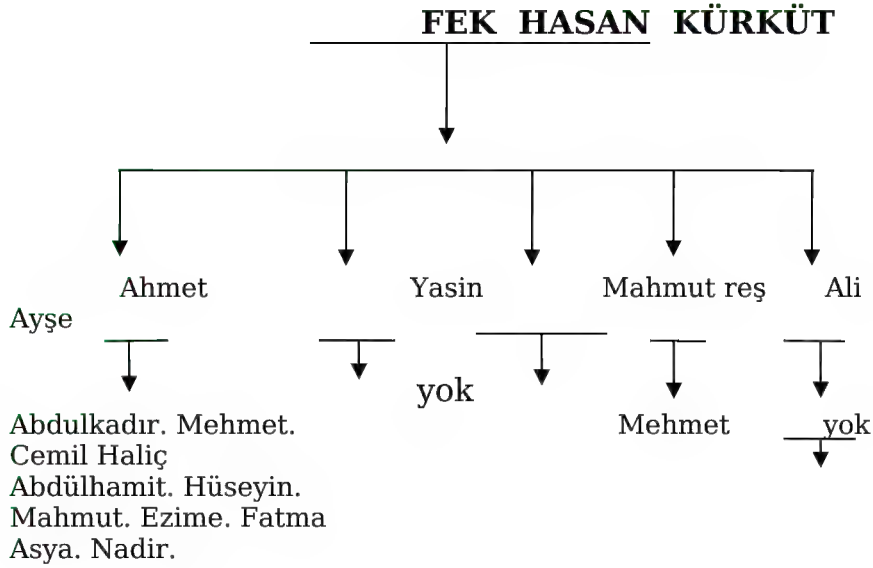 FEK HASAN KÜRKÜT
Ahmet Yasin Mahmut reş Ali
Ayşe
yok
Abdulkadır. Mehmet. Mehmet yok
Cemil Haliç
Abdülhamit. Hüseyin.
Mahmut. Ezime. Fatma
Asya. Nadir.